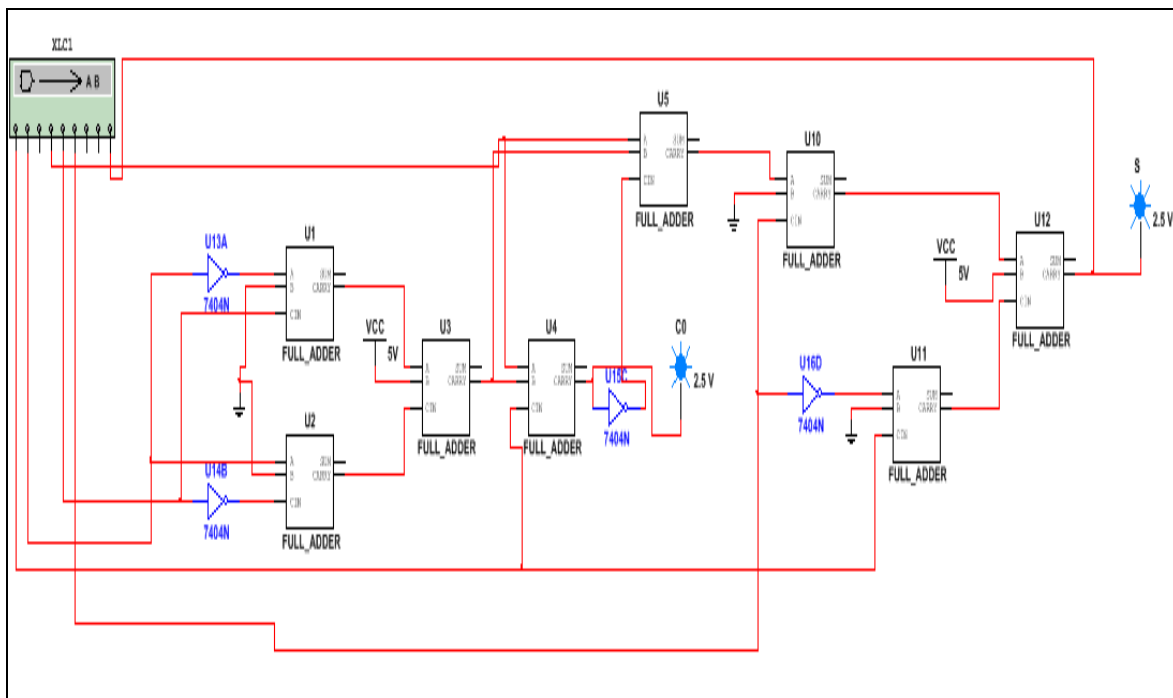 XLC1
A B
U5
A
B
CIN
SUM
CARRY
FULL_ADDER
U10
A
B
CIN
SUM
CARRY
FULL_ADDER
S
2.5 V
U12
VCC
5V
A
B
CIN
SUM
CARRY
FULL_ADDER
U13A
7404N
U1
A
B
CIN
SUM
CARRY
FULL_ADDER
VCC
5V
U3
A
B
CIN
SUM
CARRY
FULL_ADDER
U4
A
B
CIN
SUM
CARRY
FULL_ADDER
C0
2.5 V
U15C
7404N
U16D
7404N
U11
A
B
CIN
SUM
CARRY
FULL_ADDER
U2
A
B
CIN
SUM
CARRY
FULL_ADDER
U14B
7404N